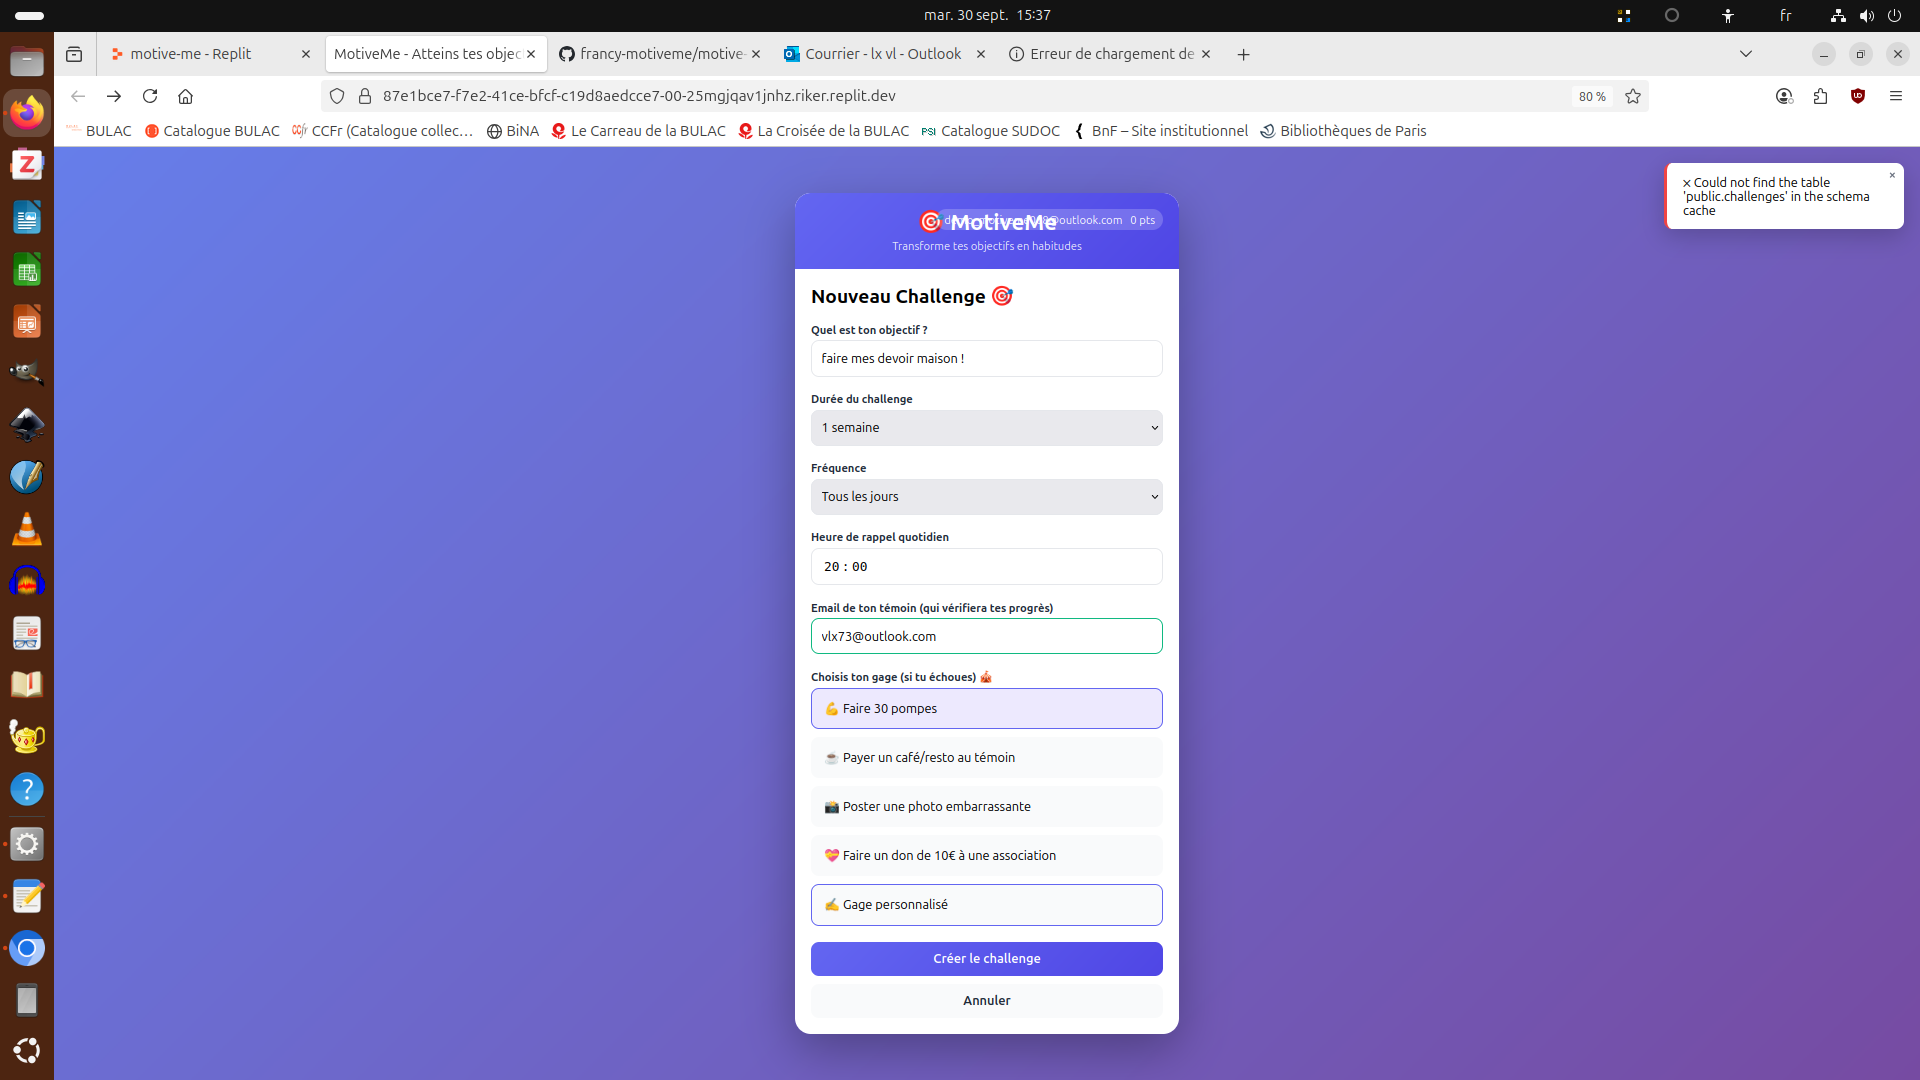 mar. 30 sept. 15:37
fr
motive-me - Replit
MotiveMe - Atteins tes objec
francy-motiveme/motive-
Courrier - lx vl - Outlook
Erreur de chargement de
87e1bce7-f7e2-41ce-bfcf-c19d8aedcce7-00-25mgjqav1jnhz.riker.replit.dev
80 %
BULAC
Catalogue BULAC
CCFr (Catalogue collec…
BiNA
Le Carreau de la BULAC
La Croisée de la BULAC
PSI Catalogue SUDOC
BnF – Site institutionnel
Bibliothèques de Paris
× Could not find the table
'public.challenges' in the schema
cache
MotiveMe
@outlook.com 0 pts
Transforme tes objectifs en habitudes
Nouveau Challenge
Quel est ton objectif ?
faire mes devoir maison !
Durée du challenge
1 semaine
Fréquence
Tous les jours
Heure de rappel quotidien
20 : 00
Email de ton témoin (qui vérifiera tes progrès)
vlx73@outlook.com
Choisis ton gage (si tu échoues)
Faire 30 pompes
Payer un café/resto au témoin
Poster une photo embarrassante
Faire un don de 10€ à une association
Gage personnalisé
Créer le challenge
Annuler